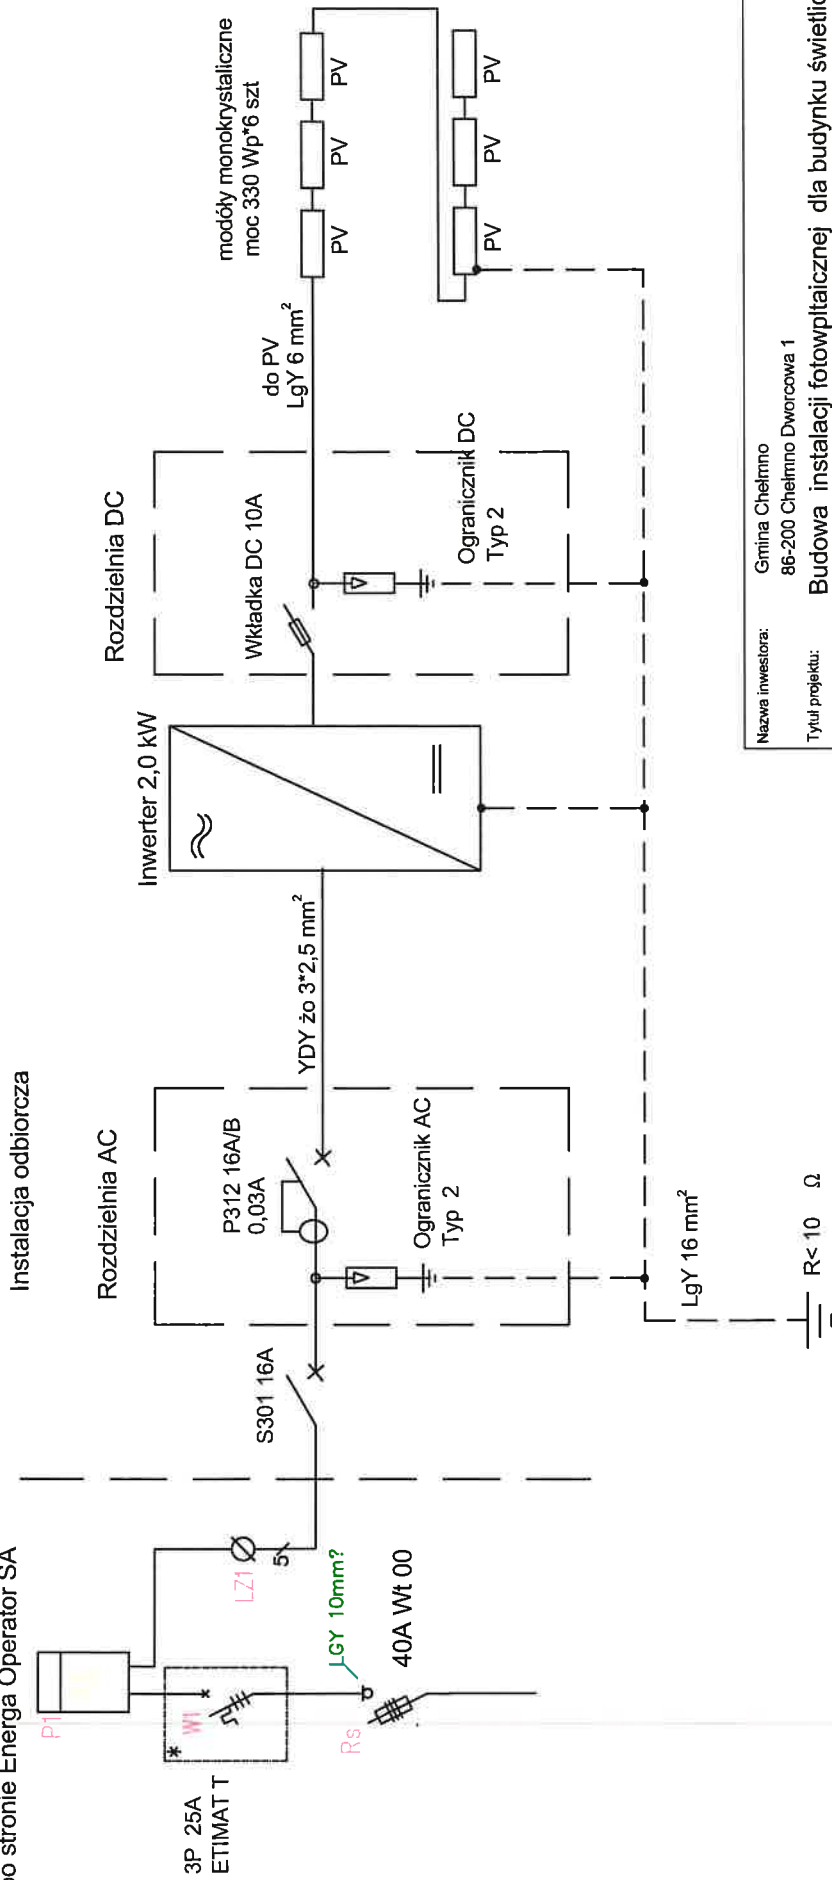 po stronie Energa Operator SA
P1
3P 25A
ETIMAT T
*
W1
LZ1
5
LGY 10mm?
Rs
40A Wt 00
Instalacja odbiorcza
S301 16A
Rozdzielnia AC
P312 16A/B
0,03A
Ogranicznik AC
Typ 2
YDY żo 3*2,5 mm²
LgY 16 mm²
R< 10 Ω
Inwerter 2,0 kW
Rozdzielnia DC
Wkładka DC 10A
Ogranicznik DC
Typ 2
do PV
LgY 6 mm²
modóły monokrystaliczne
moc 330 Wp*6 szt
PV
PV
PV
PV
PV
PV
Nazwa inwestora: Gmina Chełmno
86-200 Chełmno Dworcowa 1
Tytuł projektu: Budowa instalacji fotowpltaicznej dla budynku świetlic